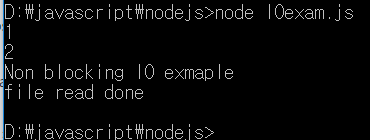 D:₩javascript₩nodejs>node IOexam.js
1
2
Non blocking IO exmaple
file read done
D:₩javascript₩nodejs>